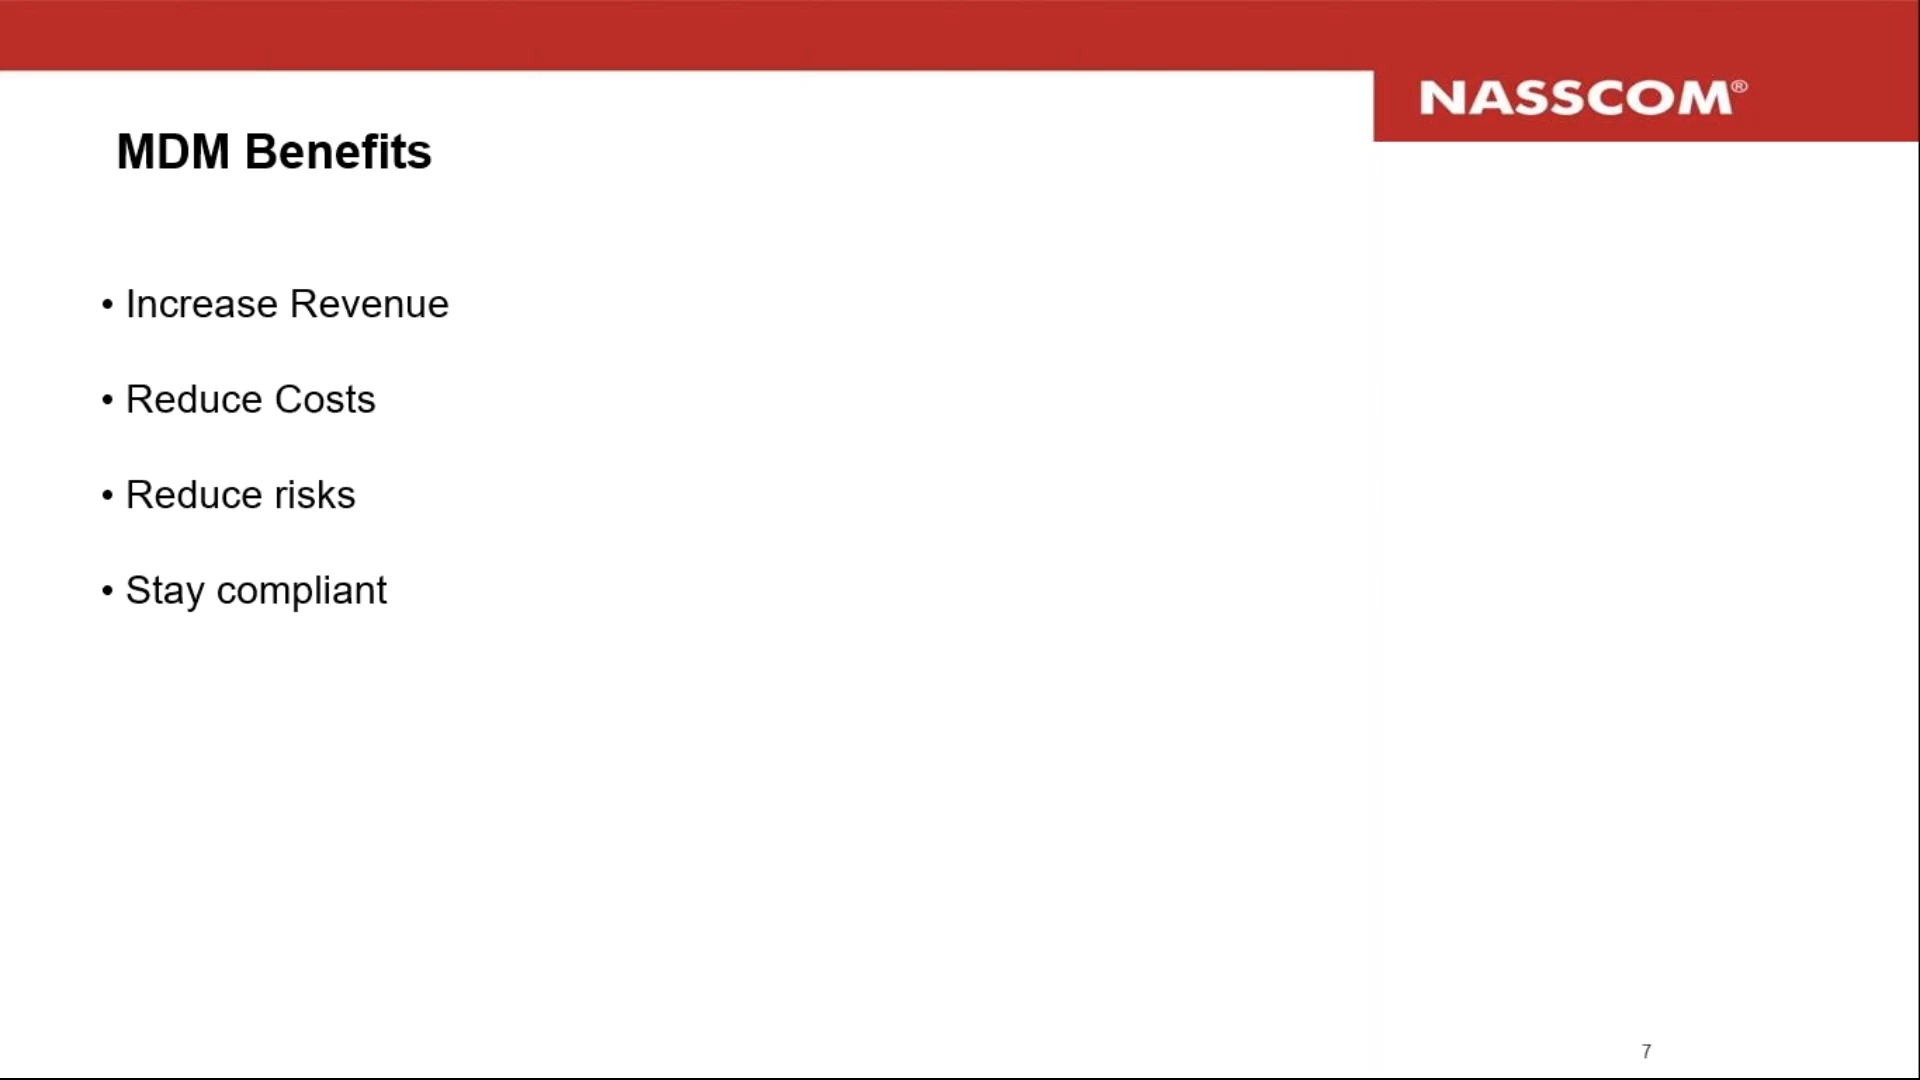 NASSCOM®
MDM Benefits
• Increase Revenue
• Reduce Costs
• Reduce risks
• Stay compliant
7